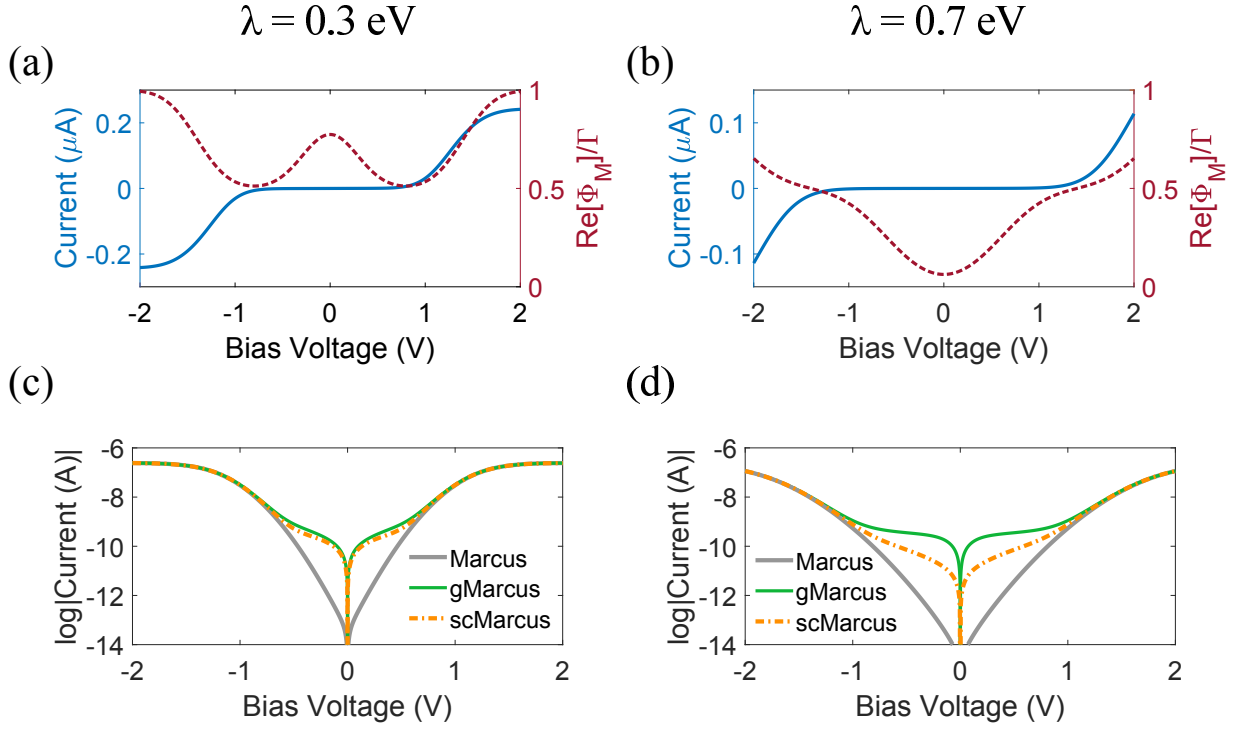 λ = 0.3 eV
λ = 0.7 eV
(a)
(b)
Current (μA)
0.2
0
-0.2
1
0.5
0
Re[Φ_M]/Γ
-2 -1 0 1 2
Bias Voltage (V)
Current (μA)
0.1
0
-0.1
1
0.5
0
Re[Φ_M]/Γ
-2 -1 0 1 2
Bias Voltage (V)
(c)
(d)
log|Current (A)|
-6
-8
-10
-12
-14
Marcus
gMarcus
scMarcus
-2 -1 0 1 2
Bias Voltage (V)
log|Current (A)|
-6
-8
-10
-12
-14
Marcus
gMarcus
scMarcus
-2 -1 0 1 2
Bias Voltage (V)